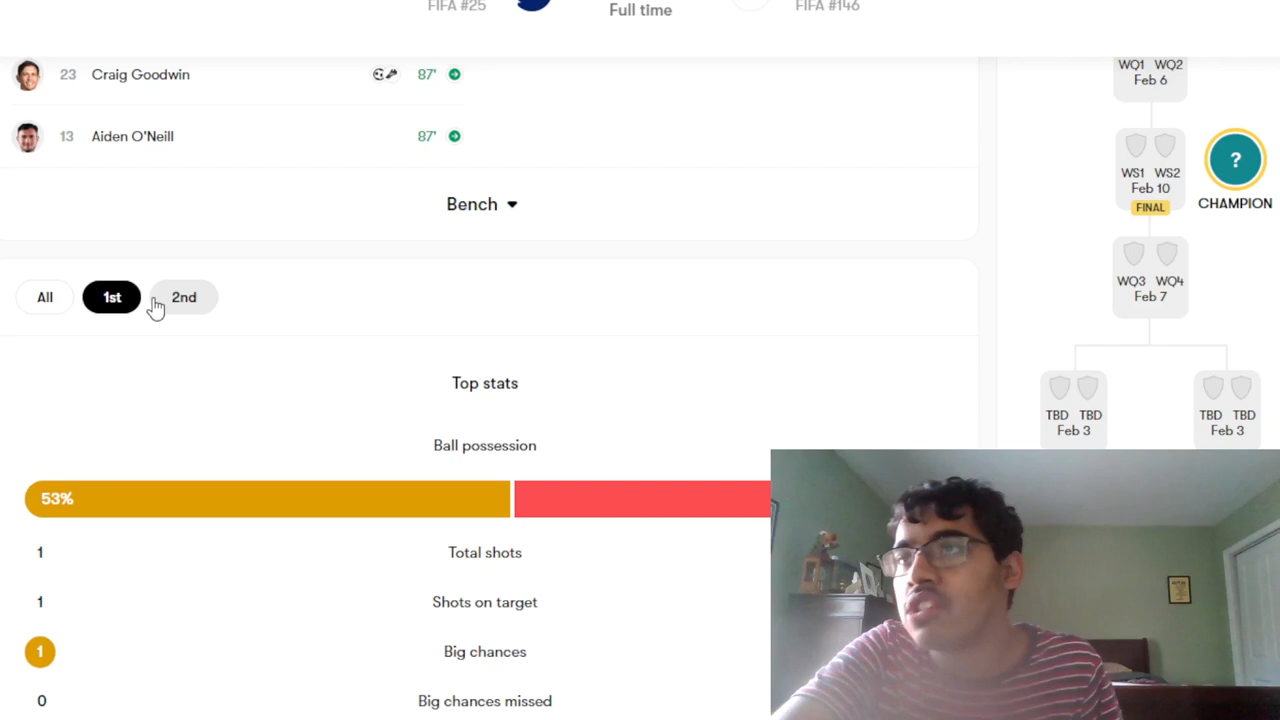 FIFA #25
Full time
FIFA #146
23 Craig Goodwin 87'
13 Aiden O'Neill 87'
Bench
All
1st
2nd
Top stats
Ball possession
53%
1 Total shots
1 Shots on target
1 Big chances
0 Big chances missed
WQ1 WQ2
Feb 6
WS1 WS2
Feb 10
FINAL
?
CHAMPION
WQ3 WQ4
Feb 7
TBD TBD
Feb 3
TBD TBD
Feb 3